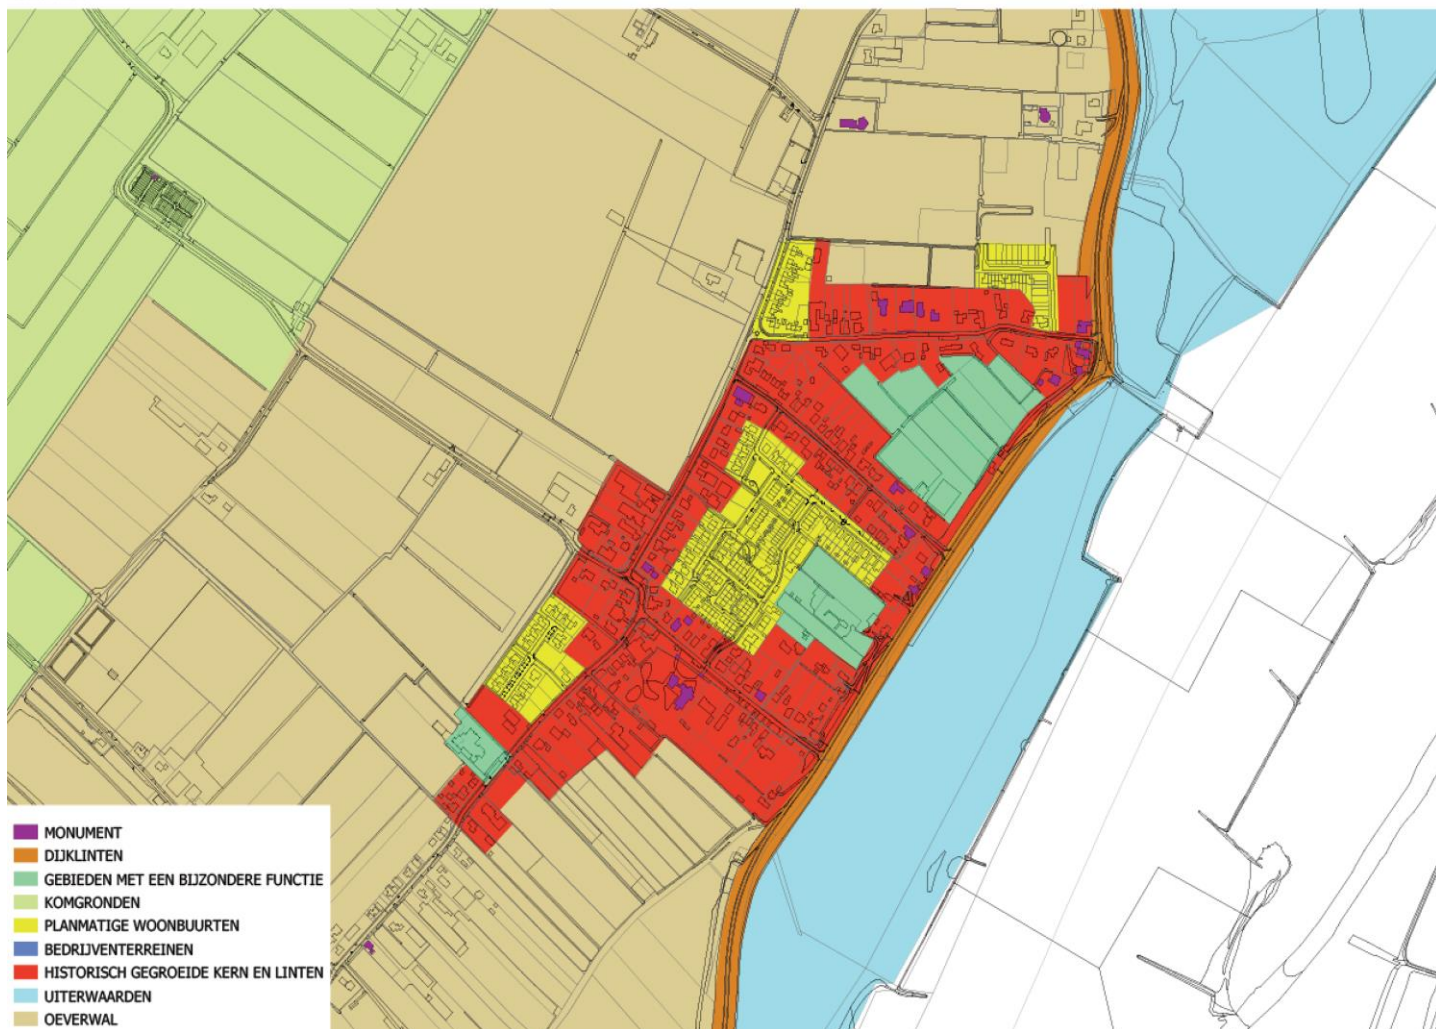 MONUMENT
DIJKLINTEN
GEBIEDEN MET EEN BIJZONDERE FUNCTIE
KOMGRONDEN
PLANMATIGE WOONBUURTEN
BEDRIJVENTERREINEN
HISTORISCH GEGROEIDE KERN EN LINTEN
UITERWAARDEN
OEVERWAL